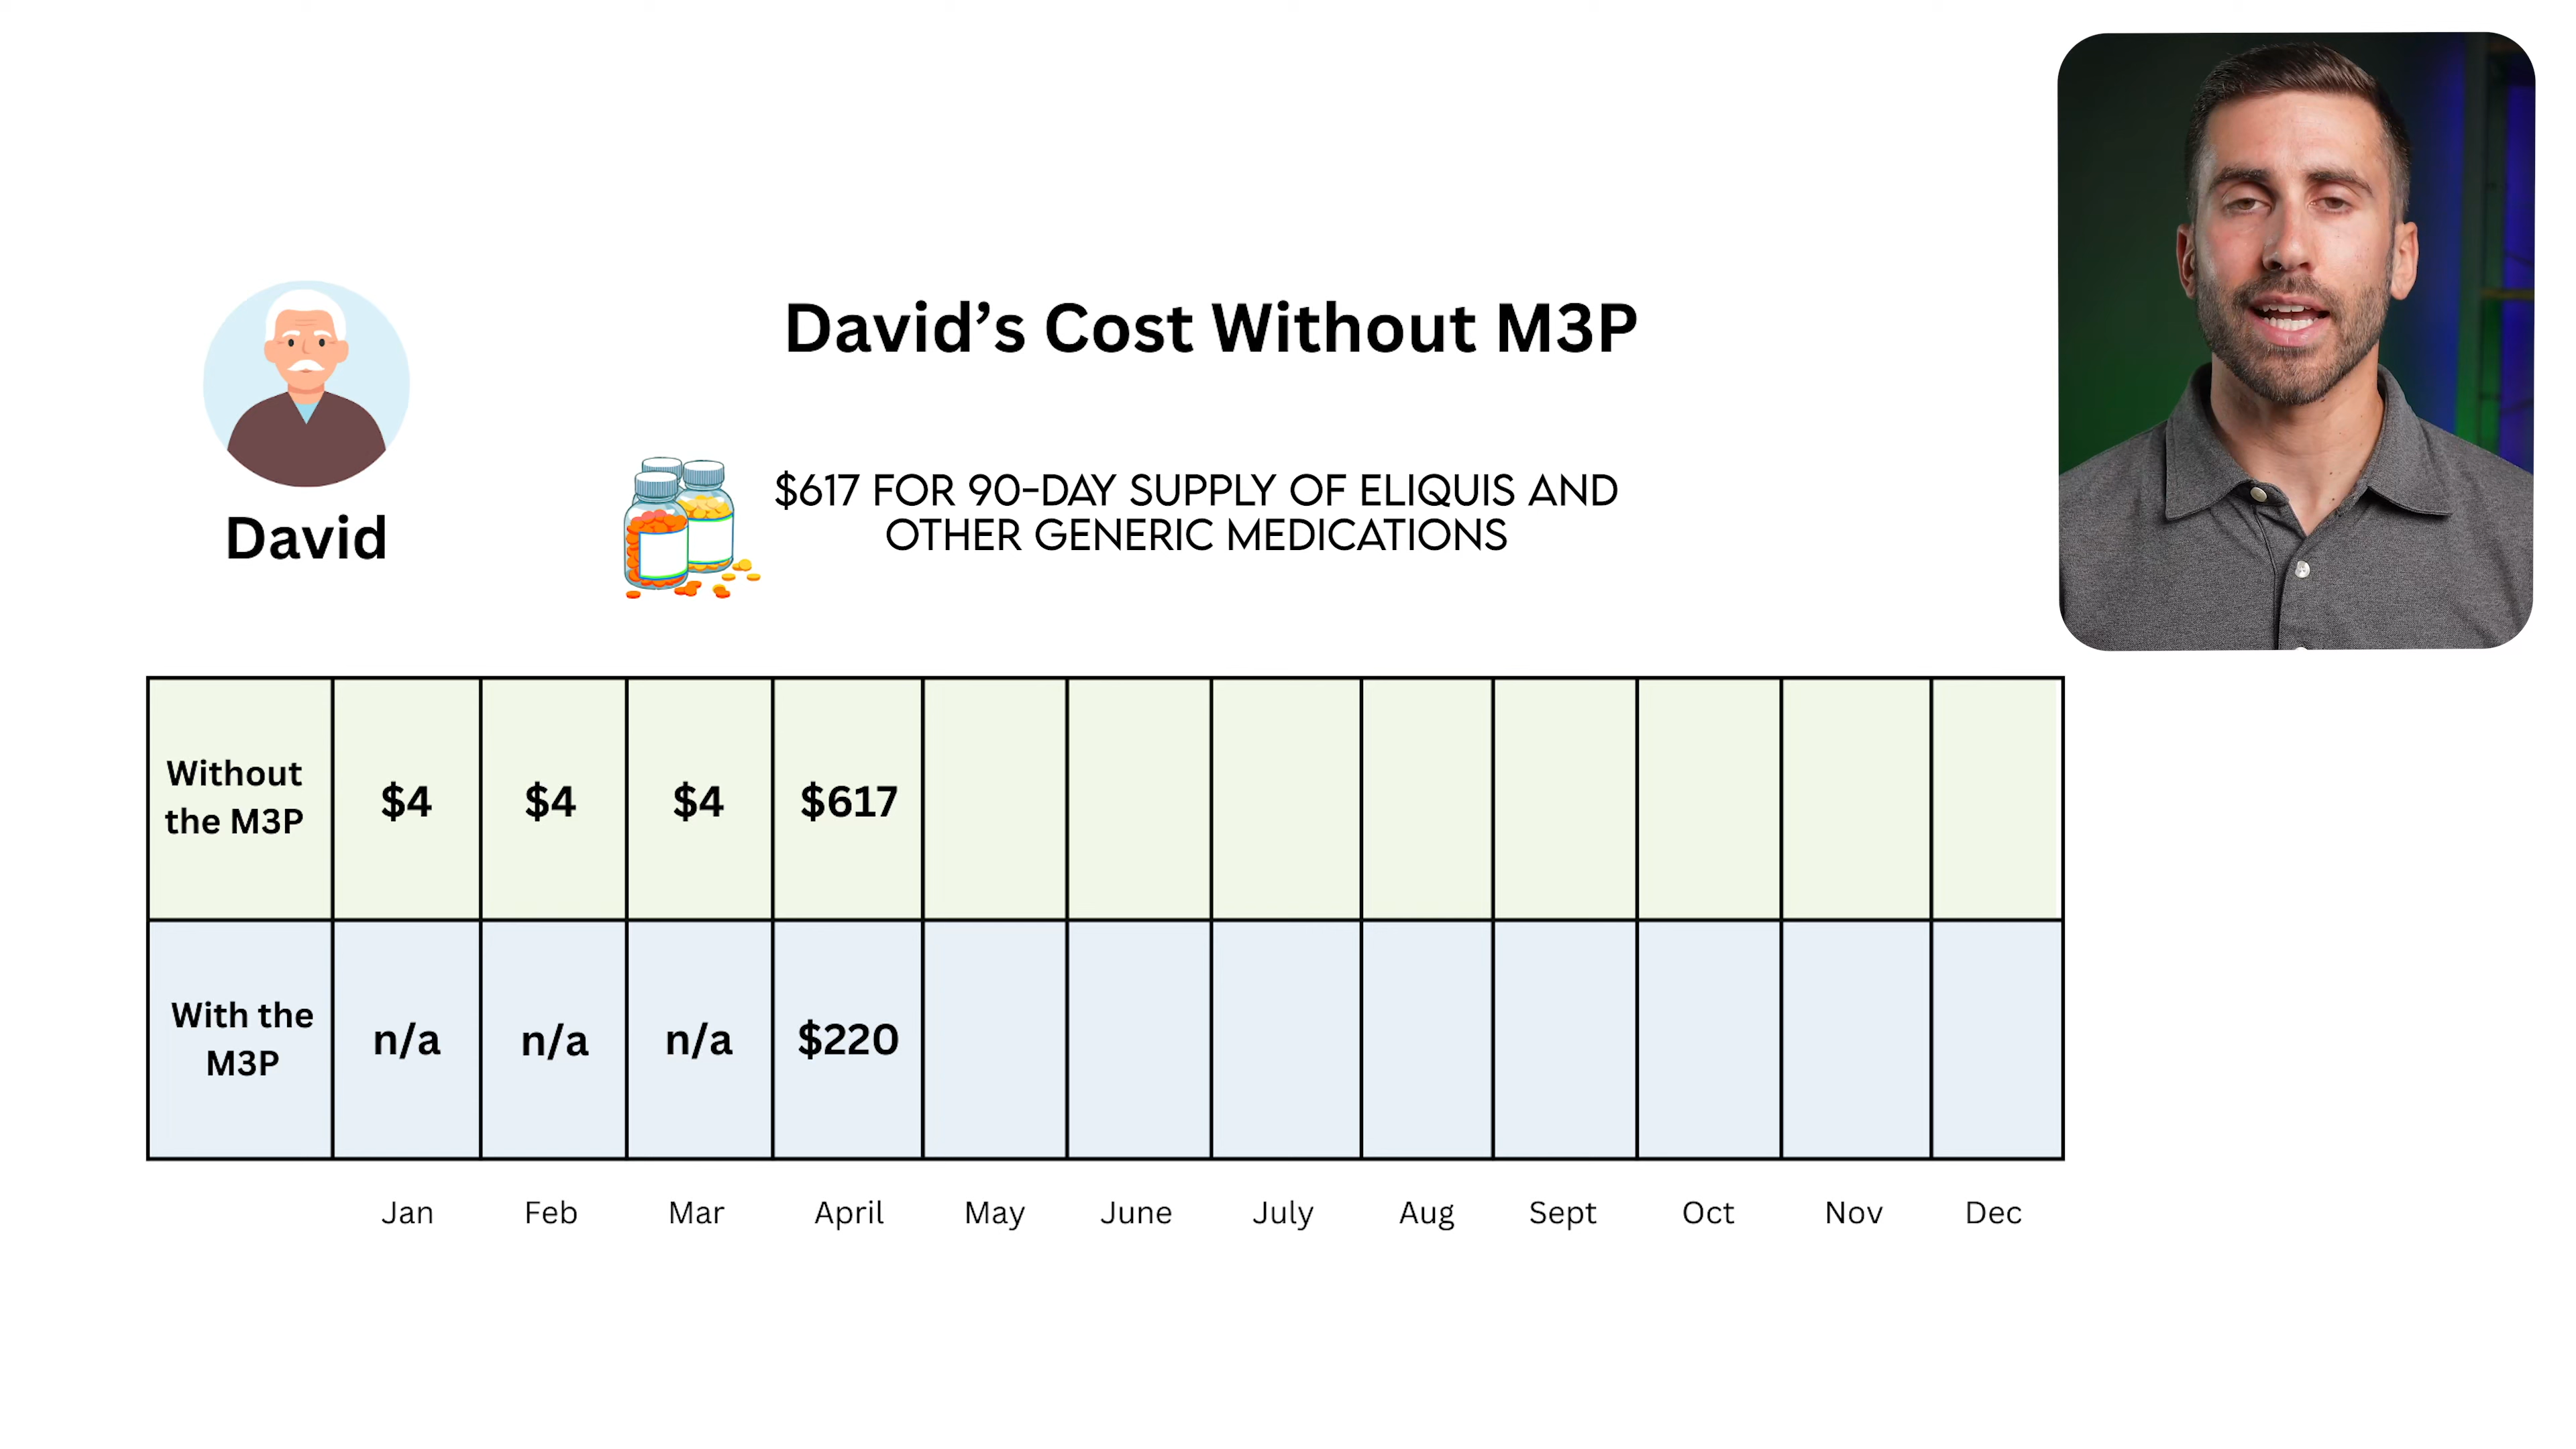 David's Cost Without M3P
David
$617 FOR 90-DAY SUPPLY OF ELIQUIS AND
OTHER GENERIC MEDICATIONS
Without
the M3P
$4
$4
$4
$617
With the
M3P
n/a
n/a
n/a
$220
Jan
Feb
Mar
April
May
June
July
Aug
Sept
Oct
Nov
Dec